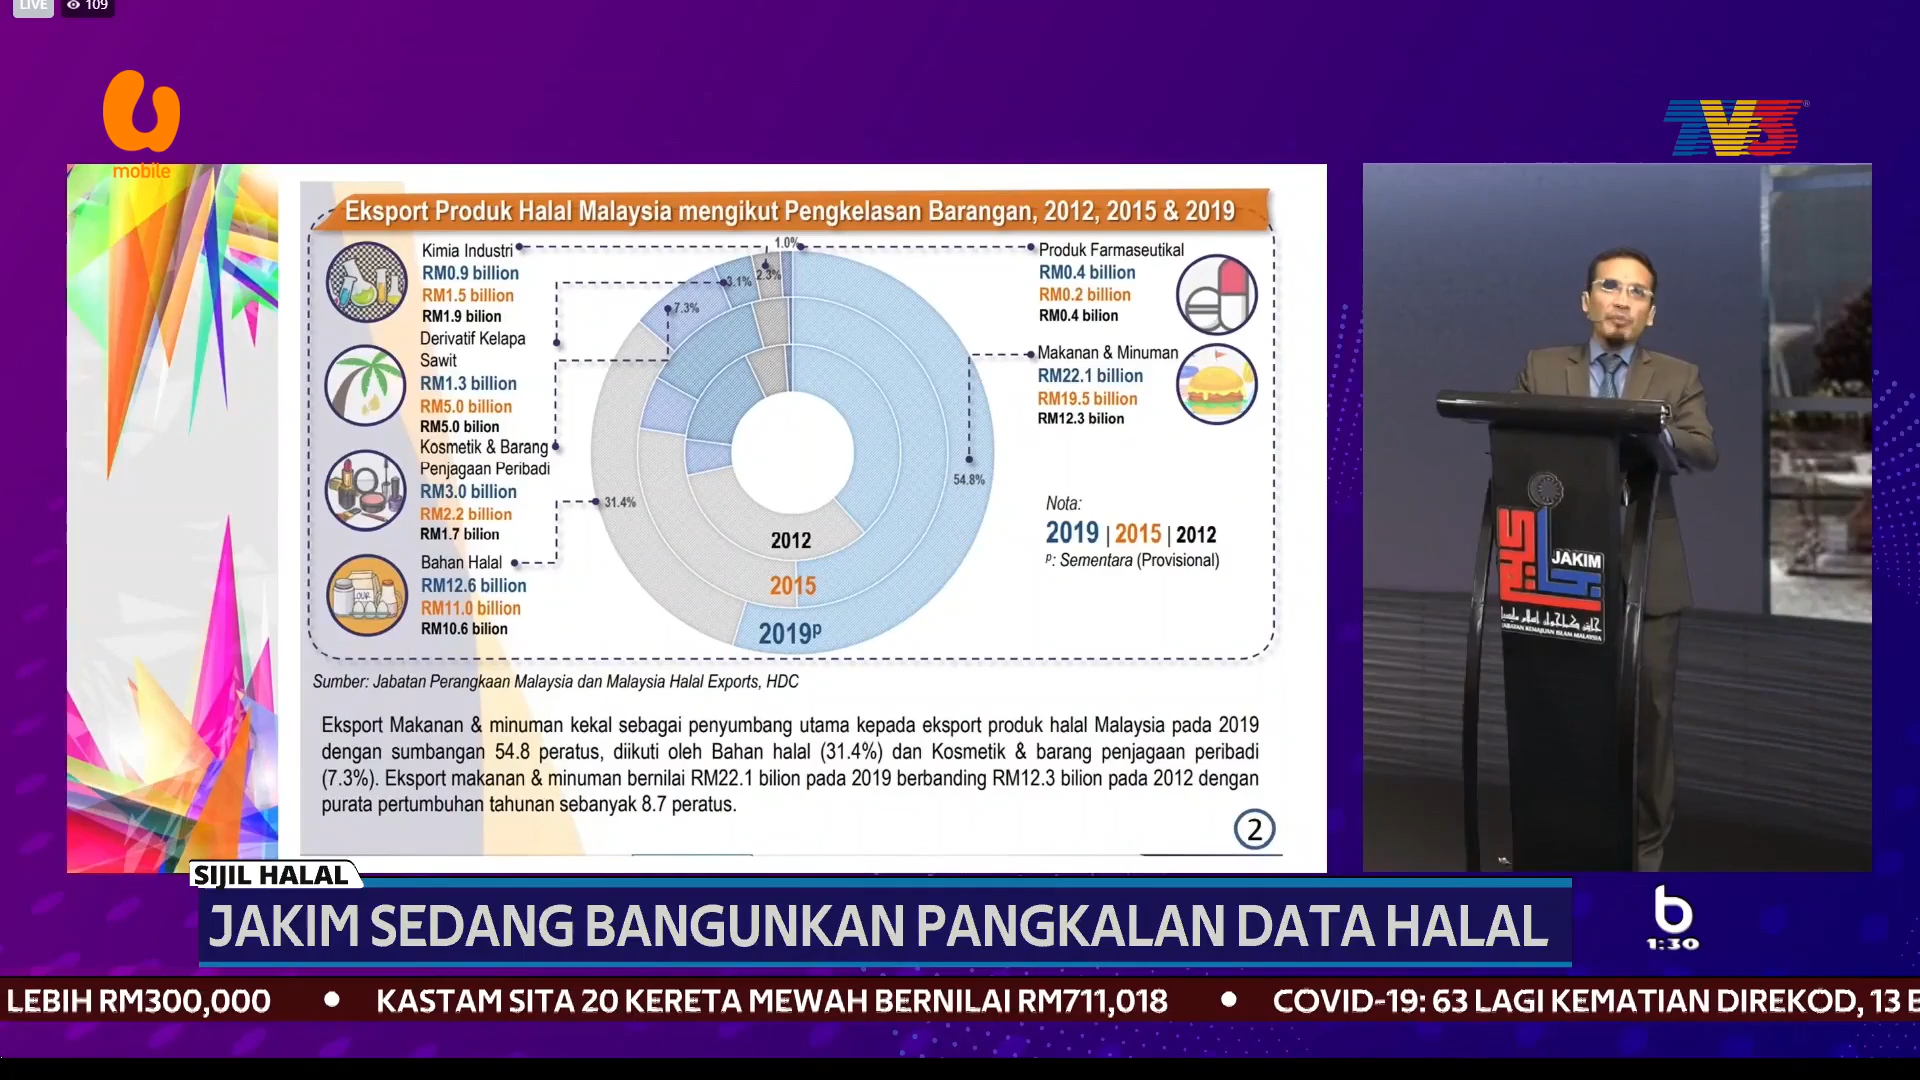 LIVE 109
mobile
TV3
Eksport Produk Halal Malaysia mengikut Pengkelasan Barangan, 2012, 2015 & 2019
Kimia Industri
RM0.9 billion
RM1.5 billion
RM1.9 bilion
Derivatif Kelapa
Sawit
RM1.3 billion
RM5.0 billion
RM5.0 bilion
Kosmetik & Barang
Penjagaan Peribadi
RM3.0 billion
RM2.2 billion
RM1.7 bilion
Bahan Halal
RM12.6 billion
RM11.0 billion
RM10.6 bilion
1.0%
2.3%
3.1%
7.3%
31.4%
54.8%
2012
2015
2019p
Produk Farmaseutikal
RM0.4 billion
RM0.2 billion
RM0.4 bilion
Makanan & Minuman
RM22.1 billion
RM19.5 billion
RM12.3 bilion
Nota:
2019 | 2015 | 2012
p: Sementara (Provisional)
Sumber: Jabatan Perangkaan Malaysia dan Malaysia Halal Exports, HDC
Eksport Makanan & minuman kekal sebagai penyumbang utama kepada eksport produk halal Malaysia pada 2019
dengan sumbangan 54.8 peratus, diikuti oleh Bahan halal (31.4%) dan Kosmetik & barang penjagaan peribadi
(7.3%). Eksport makanan & minuman bernilai RM22.1 bilion pada 2019 berbanding RM12.3 bilion pada 2012 dengan
purata pertumbuhan tahunan sebanyak 8.7 peratus.
2
JAKIM
SIJIL HALAL
JAKIM SEDANG BANGUNKAN PANGKALAN DATA HALAL
b
1:30
LEBIH RM300,000 • KASTAM SITA 20 KERETA MEWAH BERNILAI RM711,018 • COVID-19: 63 LAGI KEMATIAN DIREKOD, 13 B